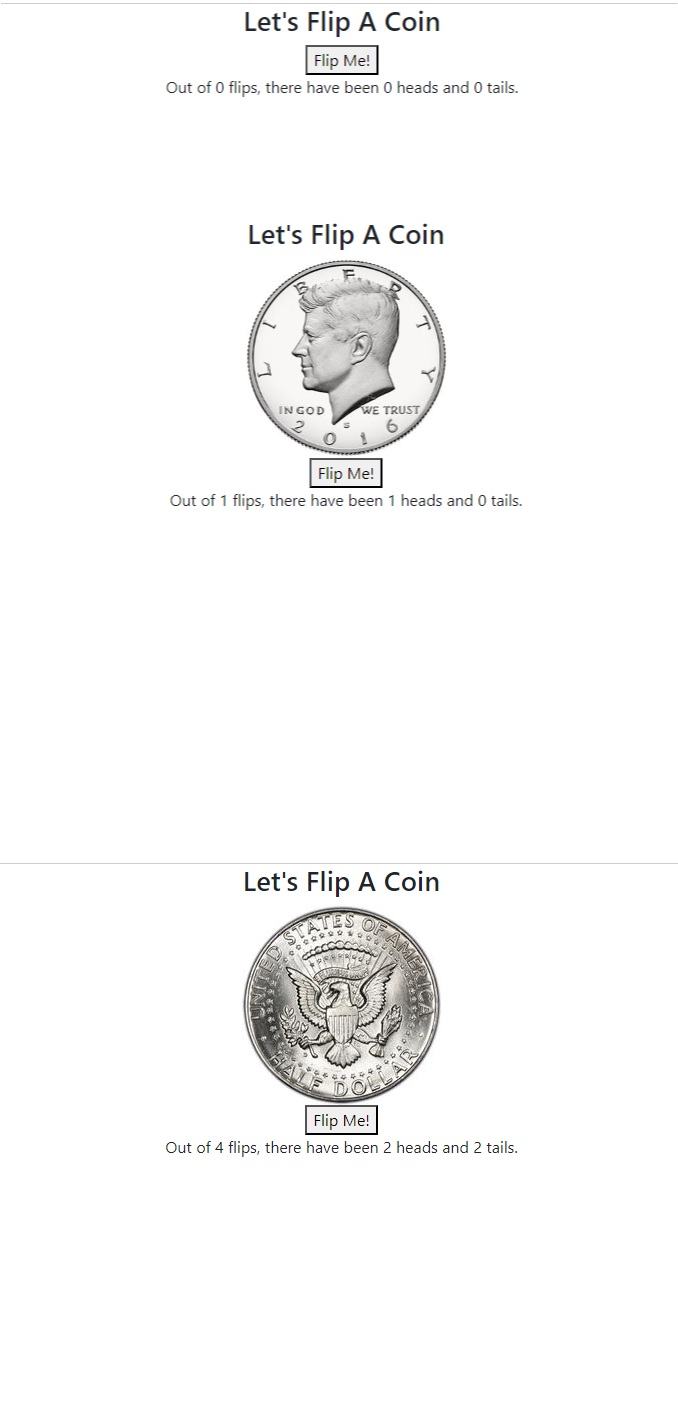 Let's Flip A Coin
Flip Me!
Out of 0 flips, there have been 0 heads and 0 tails.
Let's Flip A Coin
LIBERTY
IN GOD WE TRUST
S
2016
Flip Me!
Out of 1 flips, there have been 1 heads and 0 tails.
Let's Flip A Coin
UNITED STATES OF AMERICA
HALF DOLLAR
Flip Me!
Out of 4 flips, there have been 2 heads and 2 tails.